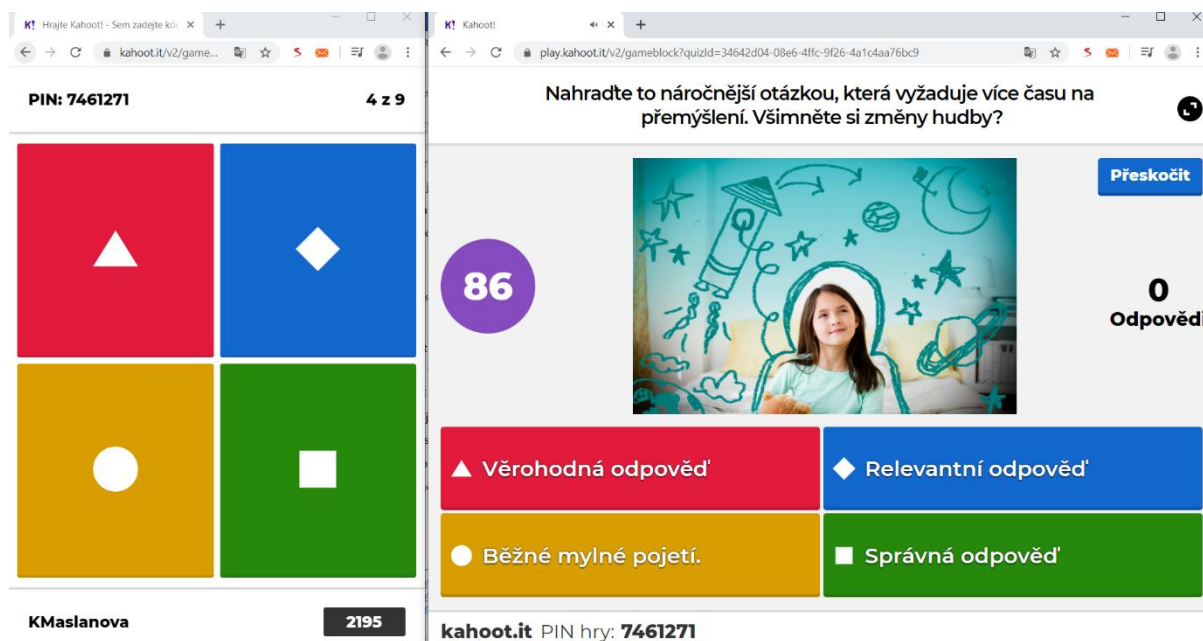 K! Hrajte Kahoot! - Sem zadejte kó
kahoot.it/v2/game...
PIN: 7461271
4 z 9
KMaslanova
2195
K! Kahoot!
play.kahoot.it/v2/gameblock?quizId=34642d04-08e6-4ffc-9f26-4a1c4aa76bc9
Nahraďte to náročnější otázkou, která vyžaduje více času na
přemýšlení. Všimněte si změny hudby?
Přeskočit
86
0
Odpovědi
Věrohodná odpověď
Relevantní odpověď
Běžné mylné pojetí.
Správná odpověď
kahoot.it PIN hry: 7461271